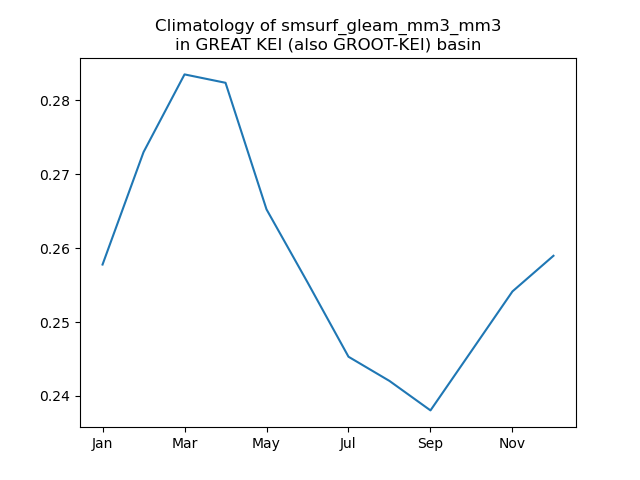 Climatology of smsurf_gleam_mm3_mm3
in GREAT KEI (also GROOT-KEI) basin
0.28
0.27
0.26
0.25
0.24
Jan Mar May Jul Sep Nov